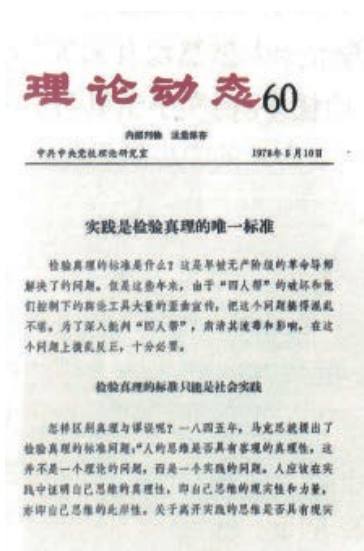 理论动态60
内部刊物 注意保存
中共中央党校理论研究室 1978年5月10日
实践是检验真理的唯一标准
检验真理的标准是什么？这是早被无产阶级的革命导师
解决了的问题。但是这些年来，由于“四人帮”的破坏和他
们控制下的舆论工具大量的歪曲宣传，把这个问题搞得混乱
不堪。为了深入批判“四人帮”，肃清其流毒和影响，在这
个问题上拨乱反正，十分必要。
检验真理的标准只能是社会实践
怎样区别真理与谬误呢？一八四五年，马克思就提出了
检验真理的标准问题：“人的思维是否具有客观的真理性，这
并不是一个理论的问题，而是一个实践的问题。人应该在实
践中证明自己思维的真理性，即自己思维的现实性和力量，
亦即自己思维的此岸性。关于离开实践的思维是否具有现实